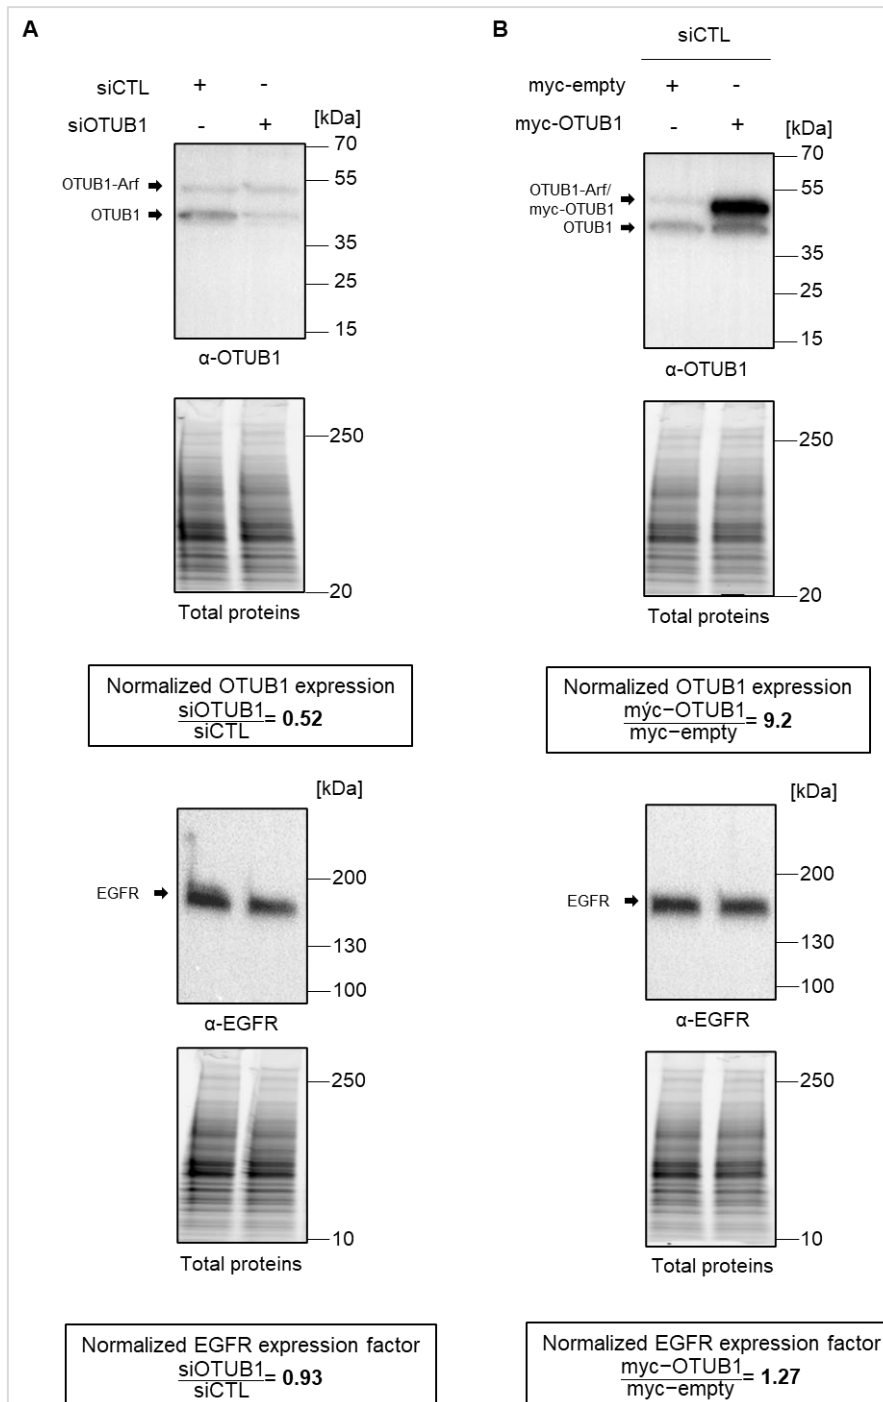 A
siCTL + -
siOTUB1 - + [kDa]
70
OTUB1-Arf 55
OTUB1
35
25
15
α-OTUB1
250
20
Total proteins
Normalized OTUB1 expression
siOTUB1
siCTL = 0.52
[kDa]
EGFR 200
130
100
α-EGFR
250
10
Total proteins
Normalized EGFR expression factor
siOTUB1
siCTL = 0.93
B
siCTL
myc-empty + -
myc-OTUB1 - + [kDa]
70
OTUB1-Arf/ 55
myc-OTUB1
OTUB1
35
25
15
α-OTUB1
250
20
Total proteins
Normalized OTUB1 expression
mýc−OTUB1
myc−empty = 9.2
[kDa]
200
EGFR
130
100
α-EGFR
250
10
Total proteins
Normalized EGFR expression factor
myc−OTUB1
myc−empty = 1.27